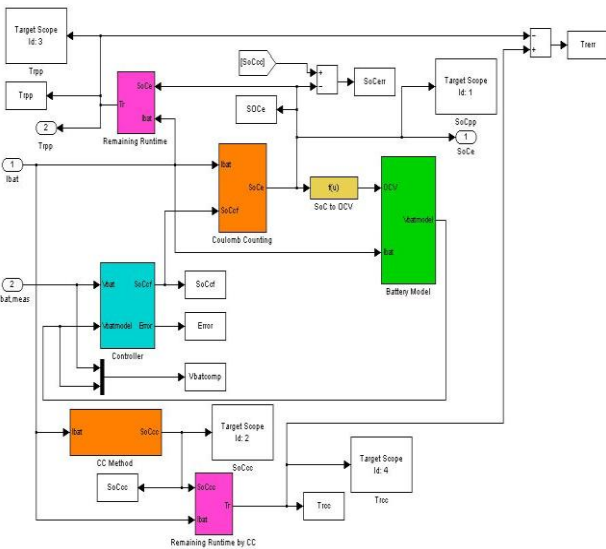 Target Scope
Id: 3
Trpp
Trpp
2
Trpp
SoCe
Tr
Ibat
Remaining Runtime
[SoCcc]
+
−
SoCerr
SOCe
Target Scope
Id: 1
SoCpp
1
SoCe
−
+
Trerr
1
Ibat
Ibat
SoCe
SoCcf
Coulomb Counting
f(u)
SoC to OCV
OCV
Vbatmodel
Ibat
Battery Model
2
bat,meas
Vbat
SoCcf
Vbatmodel
Error
Controller
SoCcf
Error
Vbatcomp
Ibat
SoCcc
CC Method
Target Scope
Id: 2
SoCcc
SoCcc
SoCcc
Tr
Ibat
Remaining Runtime by CC
Trcc
Target Scope
Id: 4
Trcc